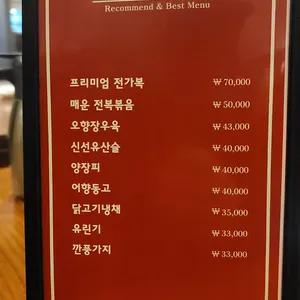 Recommend & Best Menu
프리미엄 전가복 ₩ 70,000
매운 전복볶음 ₩ 50,000
오향장우육 ₩ 43,000
신선유산슬 ₩ 40,000
양장피 ₩ 40,000
어향동고 ₩ 40,000
닭고기냉채 ₩ 35,000
유린기 ₩ 33,000
깐풍가지 ₩ 33,000